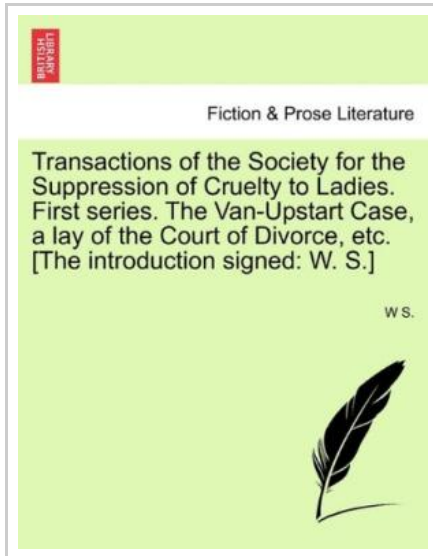 BRITISH
LIBRARY
Fiction & Prose Literature
Transactions of the Society for the
Suppression of Cruelty to Ladies.
First series. The Van-Upstart Case,
a lay of the Court of Divorce, etc.
[The introduction signed: W. S.]
W S.